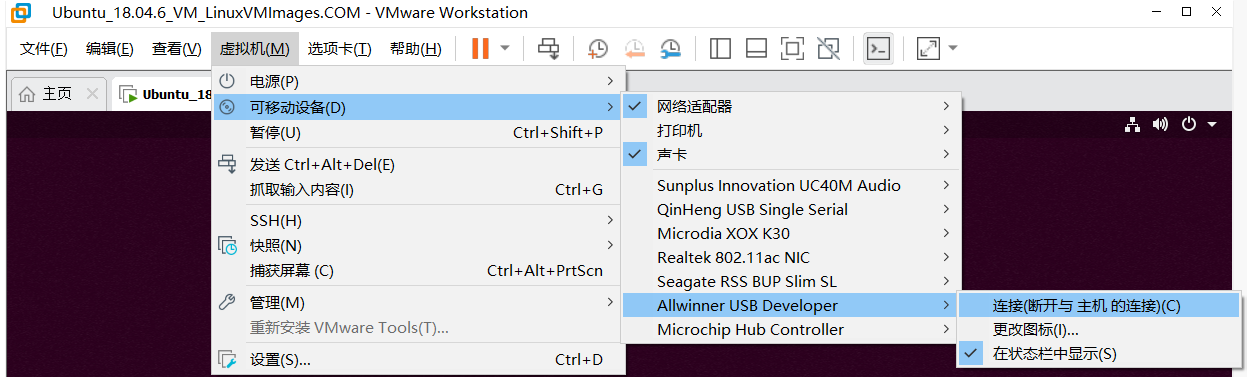 Ubuntu_18.04.6_VM_LinuxVMImages.COM - VMware Workstation
文件(F) 编辑(E) 查看(V) 虚拟机(M) 选项卡(T) 帮助(H)
主页
Ubuntu_18
电源(P)
可移动设备(D)
暂停(U) Ctrl+Shift+P
发送 Ctrl+Alt+Del(E)
抓取输入内容(I) Ctrl+G
SSH(H)
快照(N)
捕获屏幕 (C) Ctrl+Alt+PrtScn
管理(M)
重新安装 VMware Tools(T)...
设置(S)... Ctrl+D
网络适配器
打印机
声卡
Sunplus Innovation UC40M Audio
QinHeng USB Single Serial
Microdia XOX K30
Realtek 802.11ac NIC
Seagate RSS BUP Slim SL
Allwinner USB Developer
Microchip Hub Controller
连接(断开与 主机 的连接)(C)
更改图标(I)...
在状态栏中显示(S)